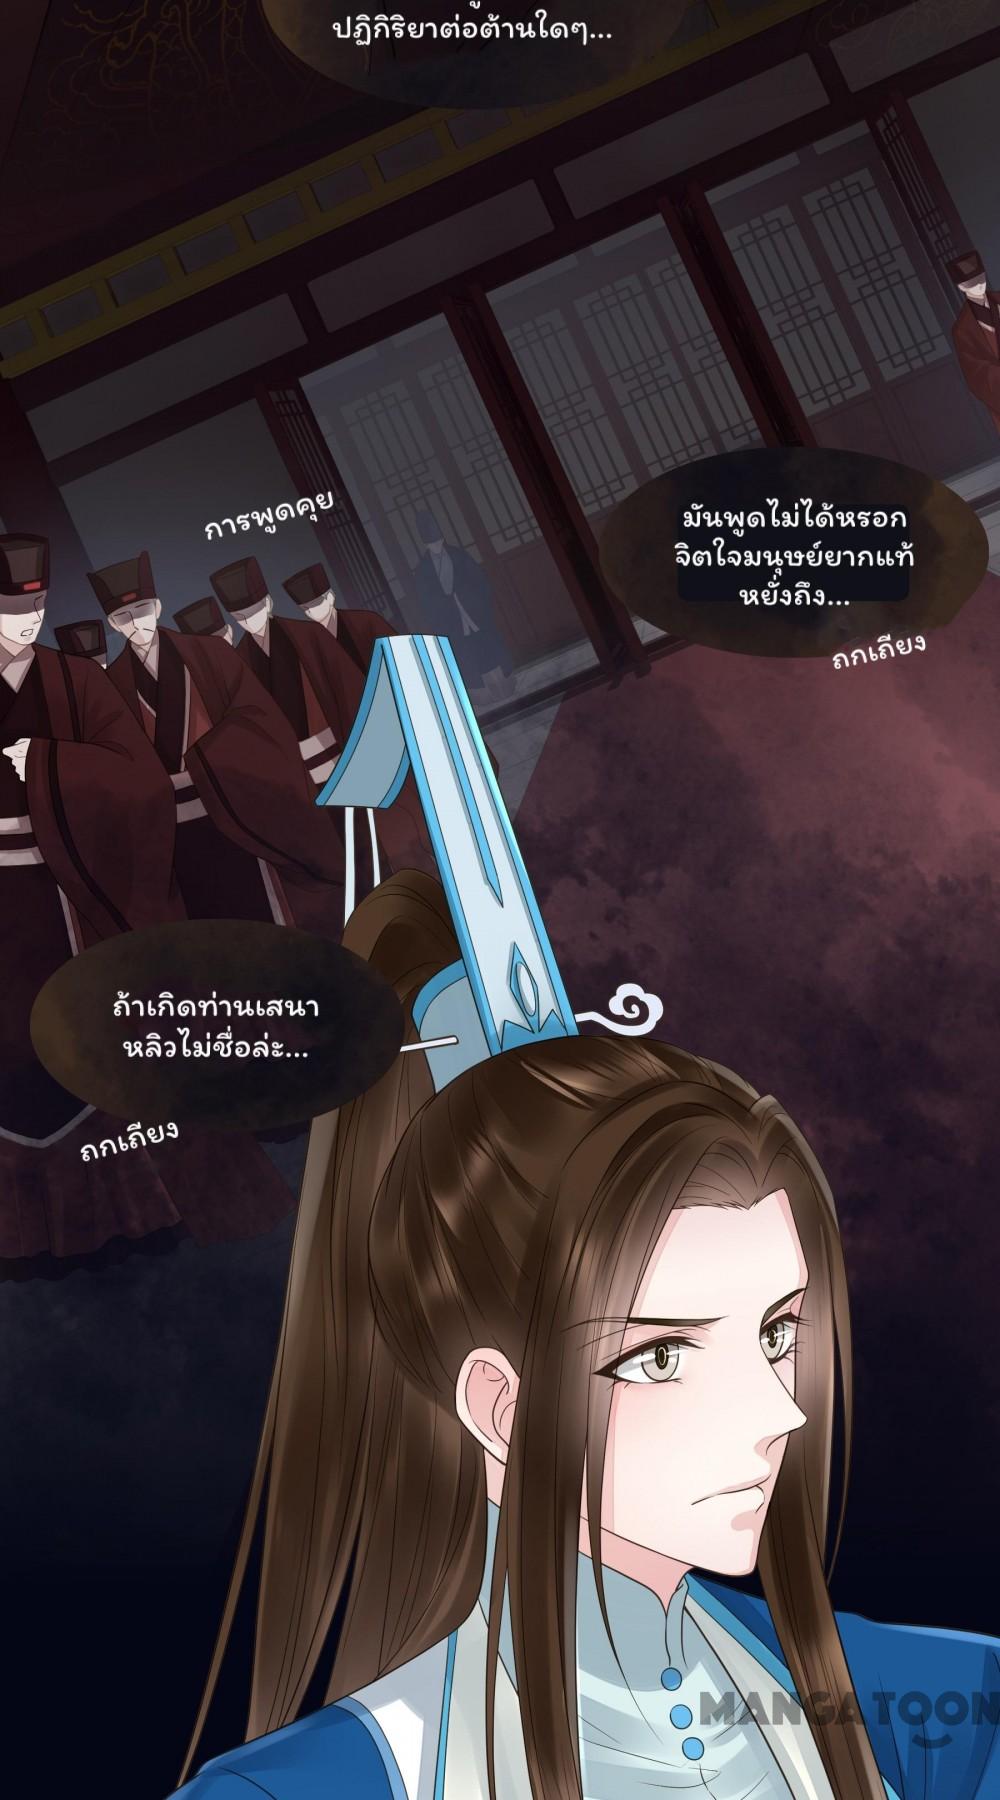 ปฏิกิริยาต่อต้านใดๆ...
การพูดคุย
มันพูดไม่ได้หรอก
จิตใจมนุษย์ยากแท้
หยั่งถึง...
ถกเถียง
ถ้าเกิดท่านเสนา
หลิวไม่ชื่อล่ะ...
ถกเถียง
MANGATOON